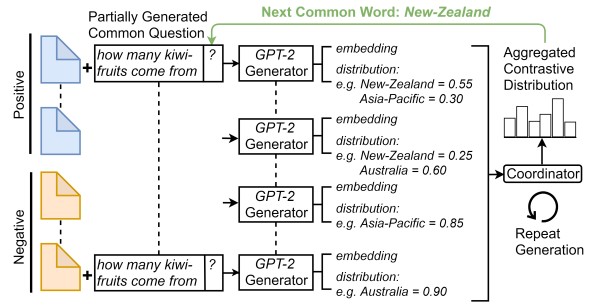 Next Common Word: New-Zealand
Partially Generated
Common Question
Positive
+
how many kiwi-
fruits come from
?
GPT-2
Generator
embedding
distribution:
e.g. New-Zealand = 0.55
Asia-Pacific = 0.30
GPT-2
Generator
embedding
distribution:
e.g. New-Zealand = 0.25
Australia = 0.60
Negative
GPT-2
Generator
embedding
distribution:
e.g. Asia-Pacific = 0.85
+
how many kiwi-
fruits come from
?
GPT-2
Generator
embedding
distribution:
e.g. Australia = 0.90
Aggregated
Contrastive
Distribution
Coordinator
Repeat
Generation